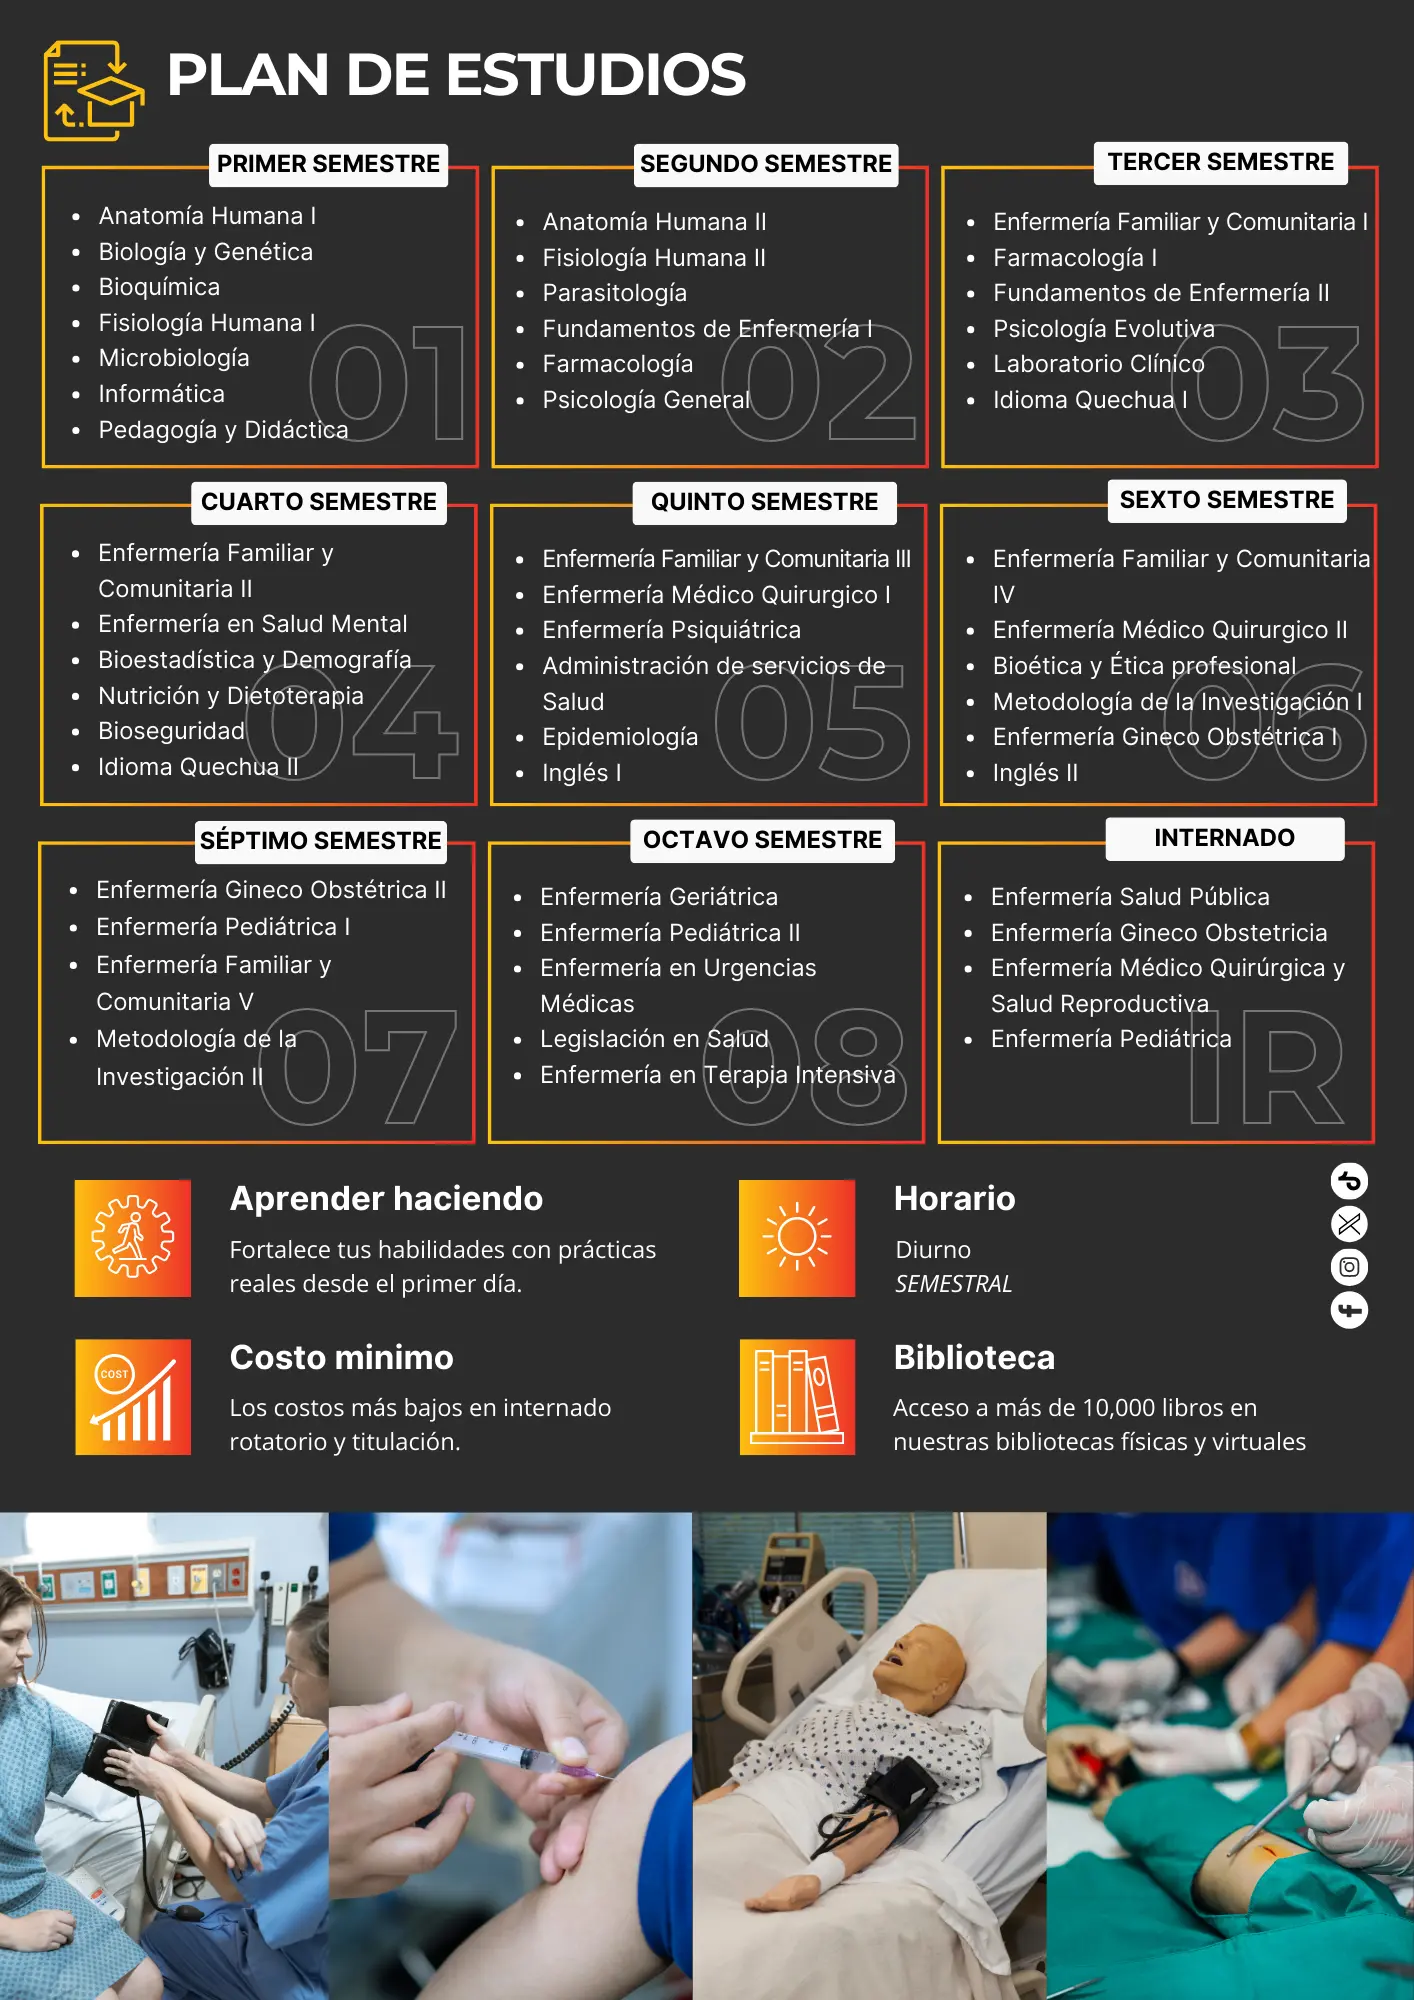 PLAN DE ESTUDIOS
PRIMER SEMESTRE
Anatomía Humana I
Biología y Genética
Bioquímica
Fisiología Humana I
Microbiología
Informática
Pedagogía y Didáctica
01
SEGUNDO SEMESTRE
Anatomía Humana II
Fisiología Humana II
Parasitología
Fundamentos de Enfermería I
Farmacología
Psicología General
02
TERCER SEMESTRE
Enfermería Familiar y Comunitaria I
Farmacología I
Fundamentos de Enfermería II
Psicología Evolutiva
Laboratorio Clínico
Idioma Quechua I
03
CUARTO SEMESTRE
Enfermería Familiar y
Comunitaria II
Enfermería en Salud Mental
Bioestadística y Demografía
Nutrición y Dietoterapia
Bioseguridad
Idioma Quechua II
04
QUINTO SEMESTRE
Enfermería Familiar y Comunitaria III
Enfermería Médico Quirurgico I
Enfermería Psiquiátrica
Administración de servicios de
Salud
Epidemiología
Inglés I
05
SEXTO SEMESTRE
Enfermería Familiar y Comunitaria
IV
Enfermería Médico Quirurgico II
Bioética y Ética profesional
Metodología de la Investigación I
Enfermería Gineco Obstétrica I
Inglés II
06
SÉPTIMO SEMESTRE
Enfermería Gineco Obstétrica II
Enfermería Pediátrica I
Enfermería Familiar y
Comunitaria V
Metodología de la
Investigación II
07
OCTAVO SEMESTRE
Enfermería Geriátrica
Enfermería Pediátrica II
Enfermería en Urgencias
Médicas
Legislación en Salud
Enfermería en Terapia Intensiva
08
INTERNADO
Enfermería Salud Pública
Enfermería Gineco Obstetricia
Enfermería Médico Quirúrgica y
Salud Reproductiva
Enfermería Pediátrica
IR
Aprender haciendo
Fortalece tus habilidades con prácticas
reales desde el primer día.
Horario
Diurno
SEMESTRAL
COST
Costo minimo
Los costos más bajos en internado
rotatorio y titulación.
Biblioteca
Acceso a más de 10,000 libros en
nuestras bibliotecas físicas y virtuales